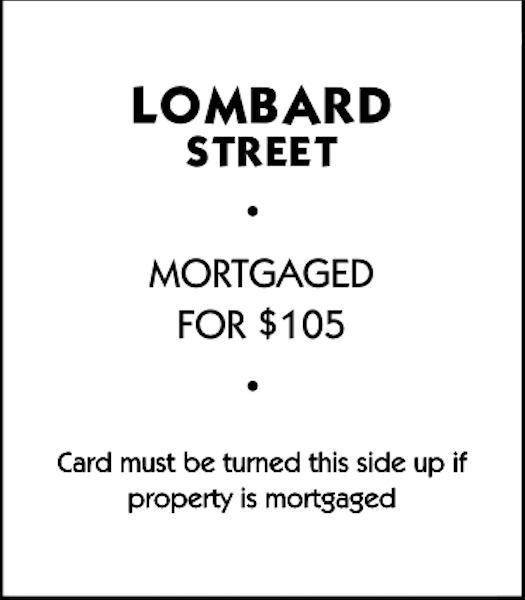 LOMBARD
STREET
•
MORTGAGED
FOR $105
•
Card must be turned this side up if
property is mortgaged